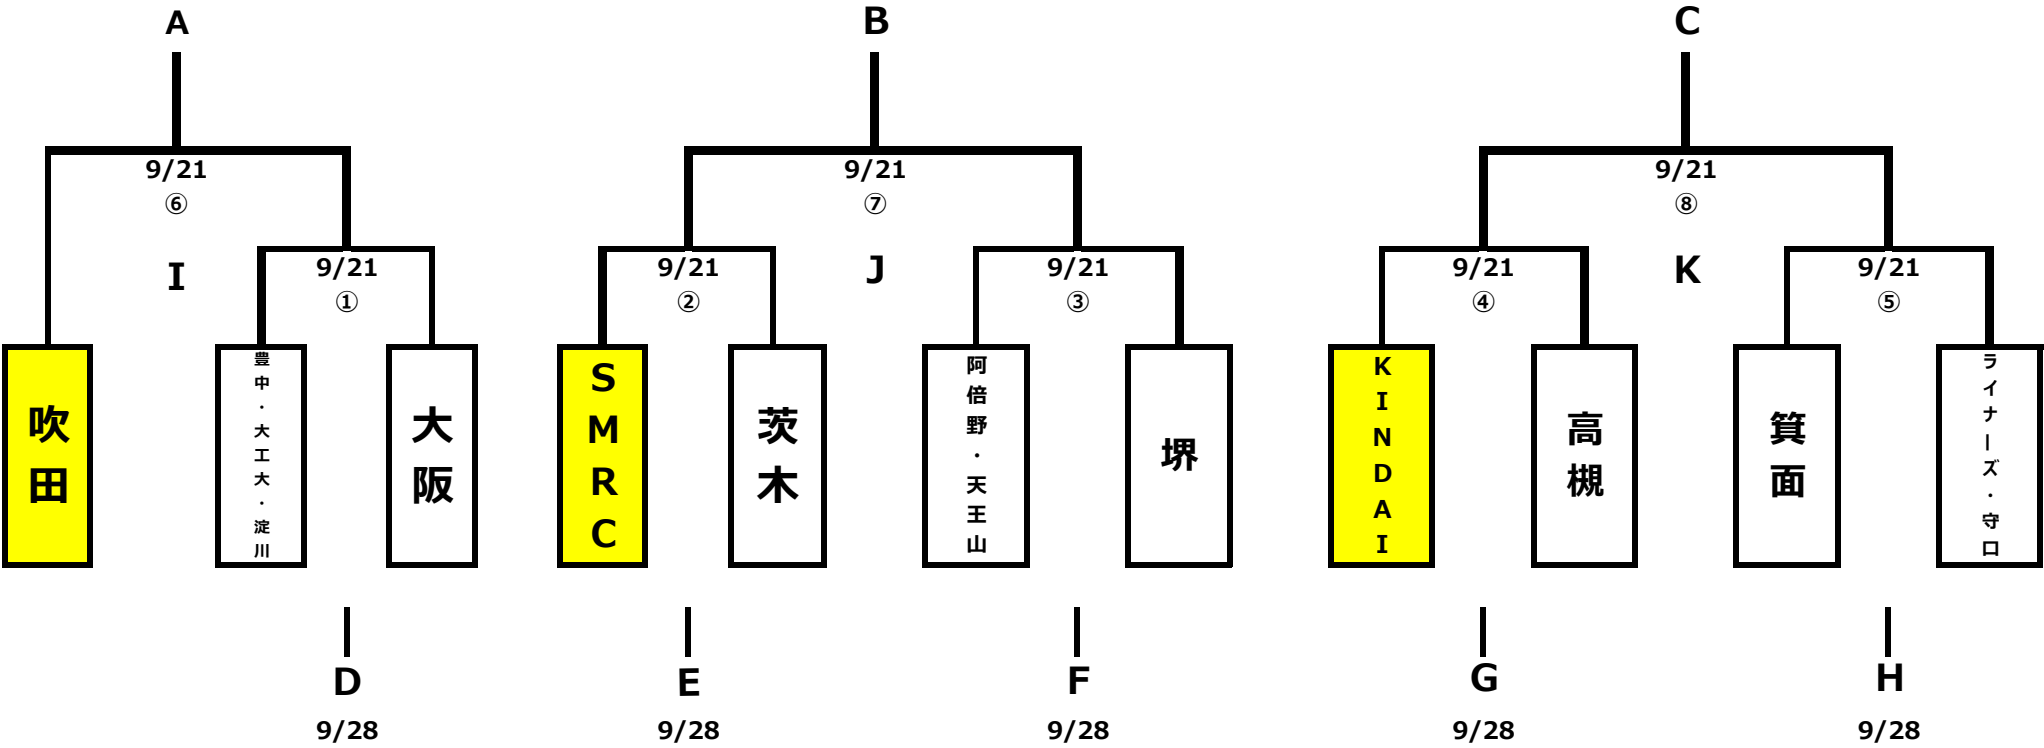 A
B
C
9/21
⑥
9/21
⑦
9/21
⑧
I
9/21
①
9/21
②
J
9/21
③
9/21
④
K
9/21
⑤
吹田
豊中・大工大・淀川
大阪
SMRC
茨木
阿倍野・天王山
堺
KINDAI
高槻
箕面
ライナーズ・守口
D
E
F
G
H
9/28
9/28
9/28
9/28
9/28